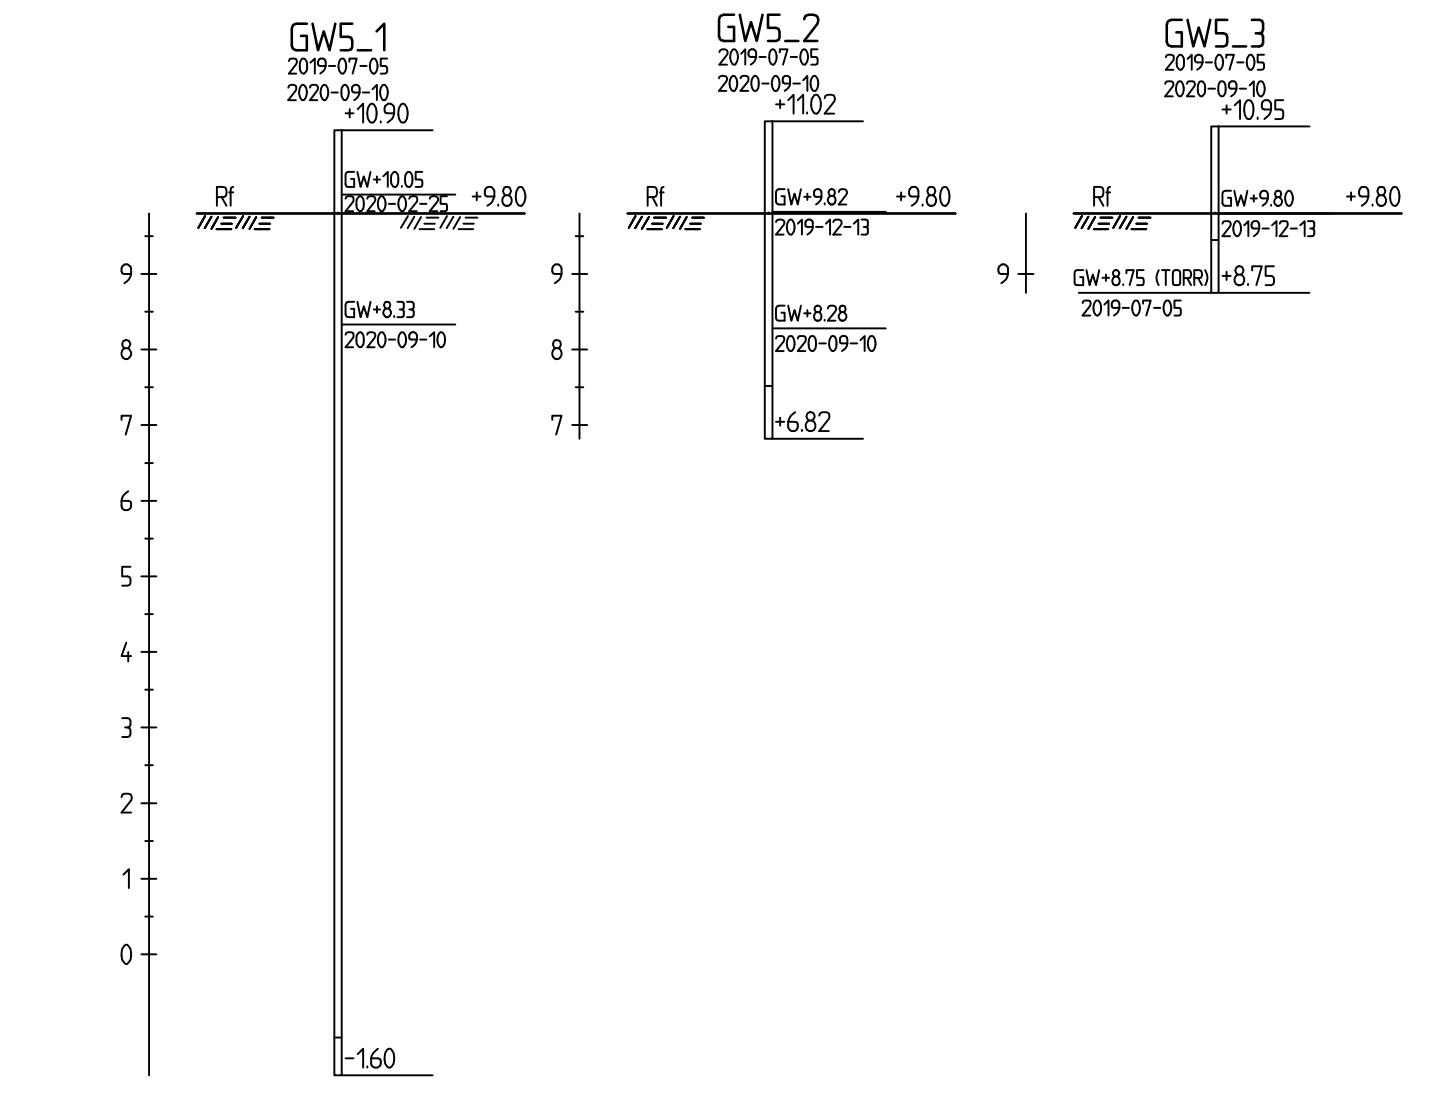 GW5_1
2019-07-05
2020-09-10
+10.90
GW+10.05
2020-02-25
Rf
+9.80
GW+8.33
2020-09-10
-1.60
9
8
7
6
5
4
3
2
1
0
GW5_2
2019-07-05
2020-09-10
+11.02
Rf
GW+9.82
+9.80
2019-12-13
GW+8.28
2020-09-10
+6.82
9
8
7
GW5_3
2019-07-05
2020-09-10
+10.95
Rf
GW+9.80
+9.80
2019-12-13
9
GW+8.75 (TORR)
+8.75
2019-07-05